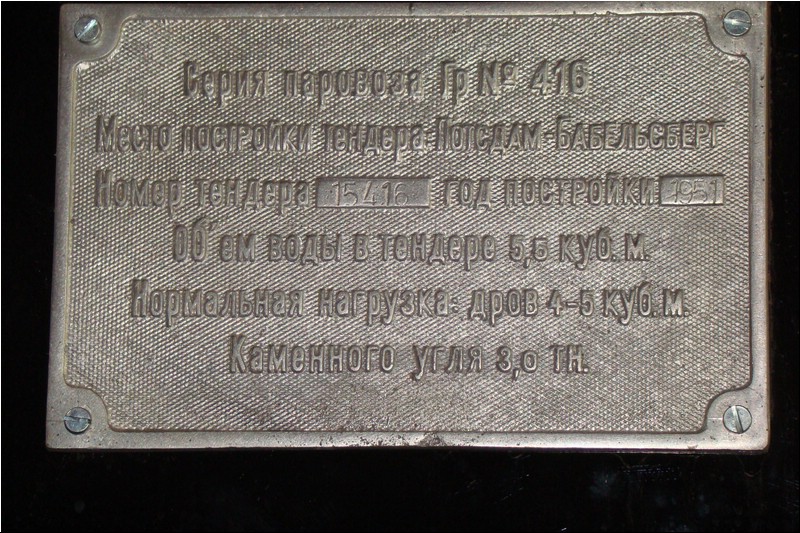 Серия паровоза Гр № 416
Место постройки тендера Потсдам-Бабельсберг
Номер тендера 15416 год постройки 1951
Об'ем воды в тендере 5,5 куб. м.
Нормальная нагрузка: дров 4-5 куб. м.
Каменного угля 3,0 тн.